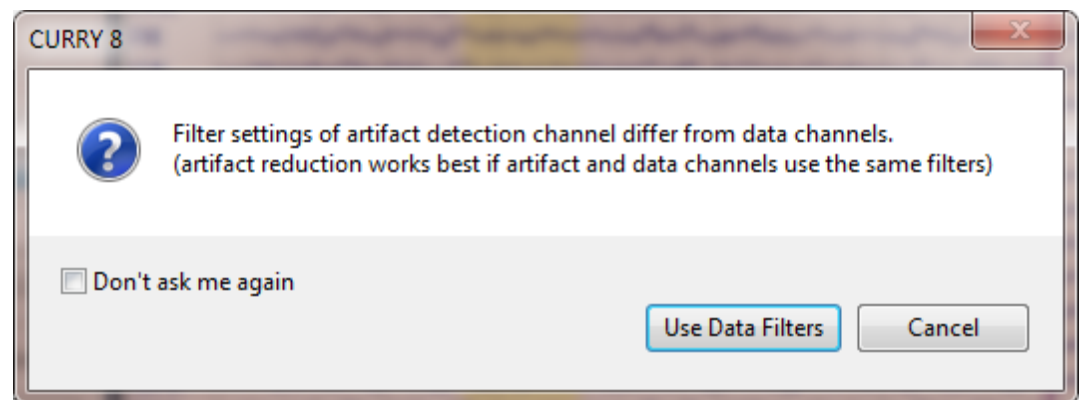 CURRY 8
Filter settings of artifact detection channel differ from data channels.
(artifact reduction works best if artifact and data channels use the same filters)
Don't ask me again
Use Data Filters
Cancel